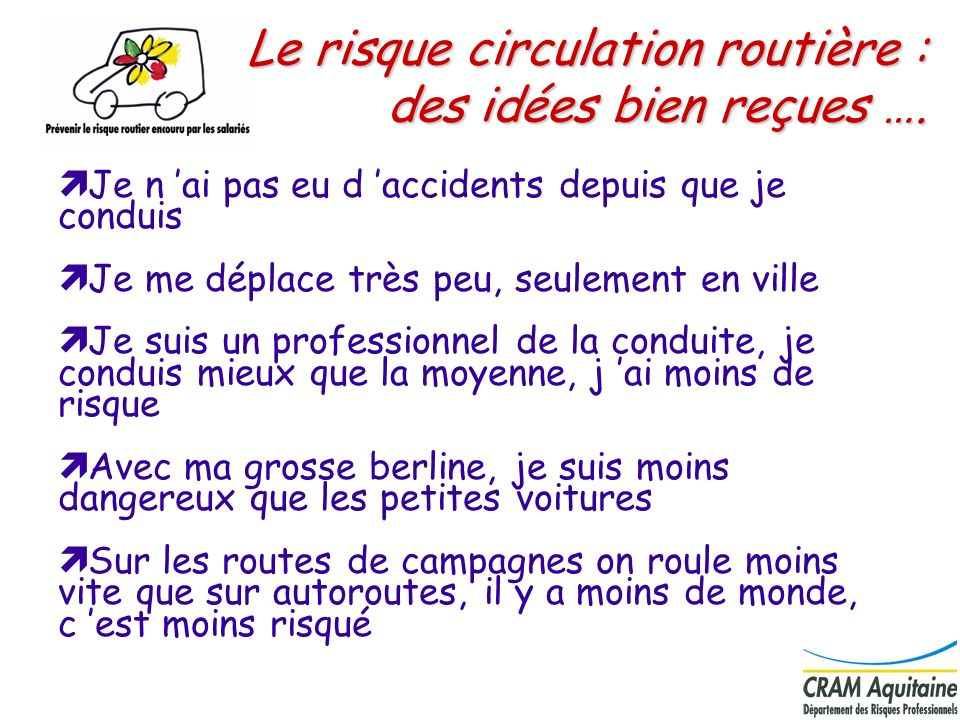 Le risque circulation routière :
des idées bien reçues ….
Prévenir le risque routier encouru par les salariés
Je n ’ai pas eu d ’accidents depuis que je
conduis
Je me déplace très peu, seulement en ville
Je suis un professionnel de la conduite, je
conduis mieux que la moyenne, j ’ai moins de
risque
Avec ma grosse berline, je suis moins
dangereux que les petites voitures
Sur les routes de campagnes on roule moins
vite que sur autoroutes, il y a moins de monde,
c ’est moins risqué
CRAM Aquitaine
Département des Risques Professionnels